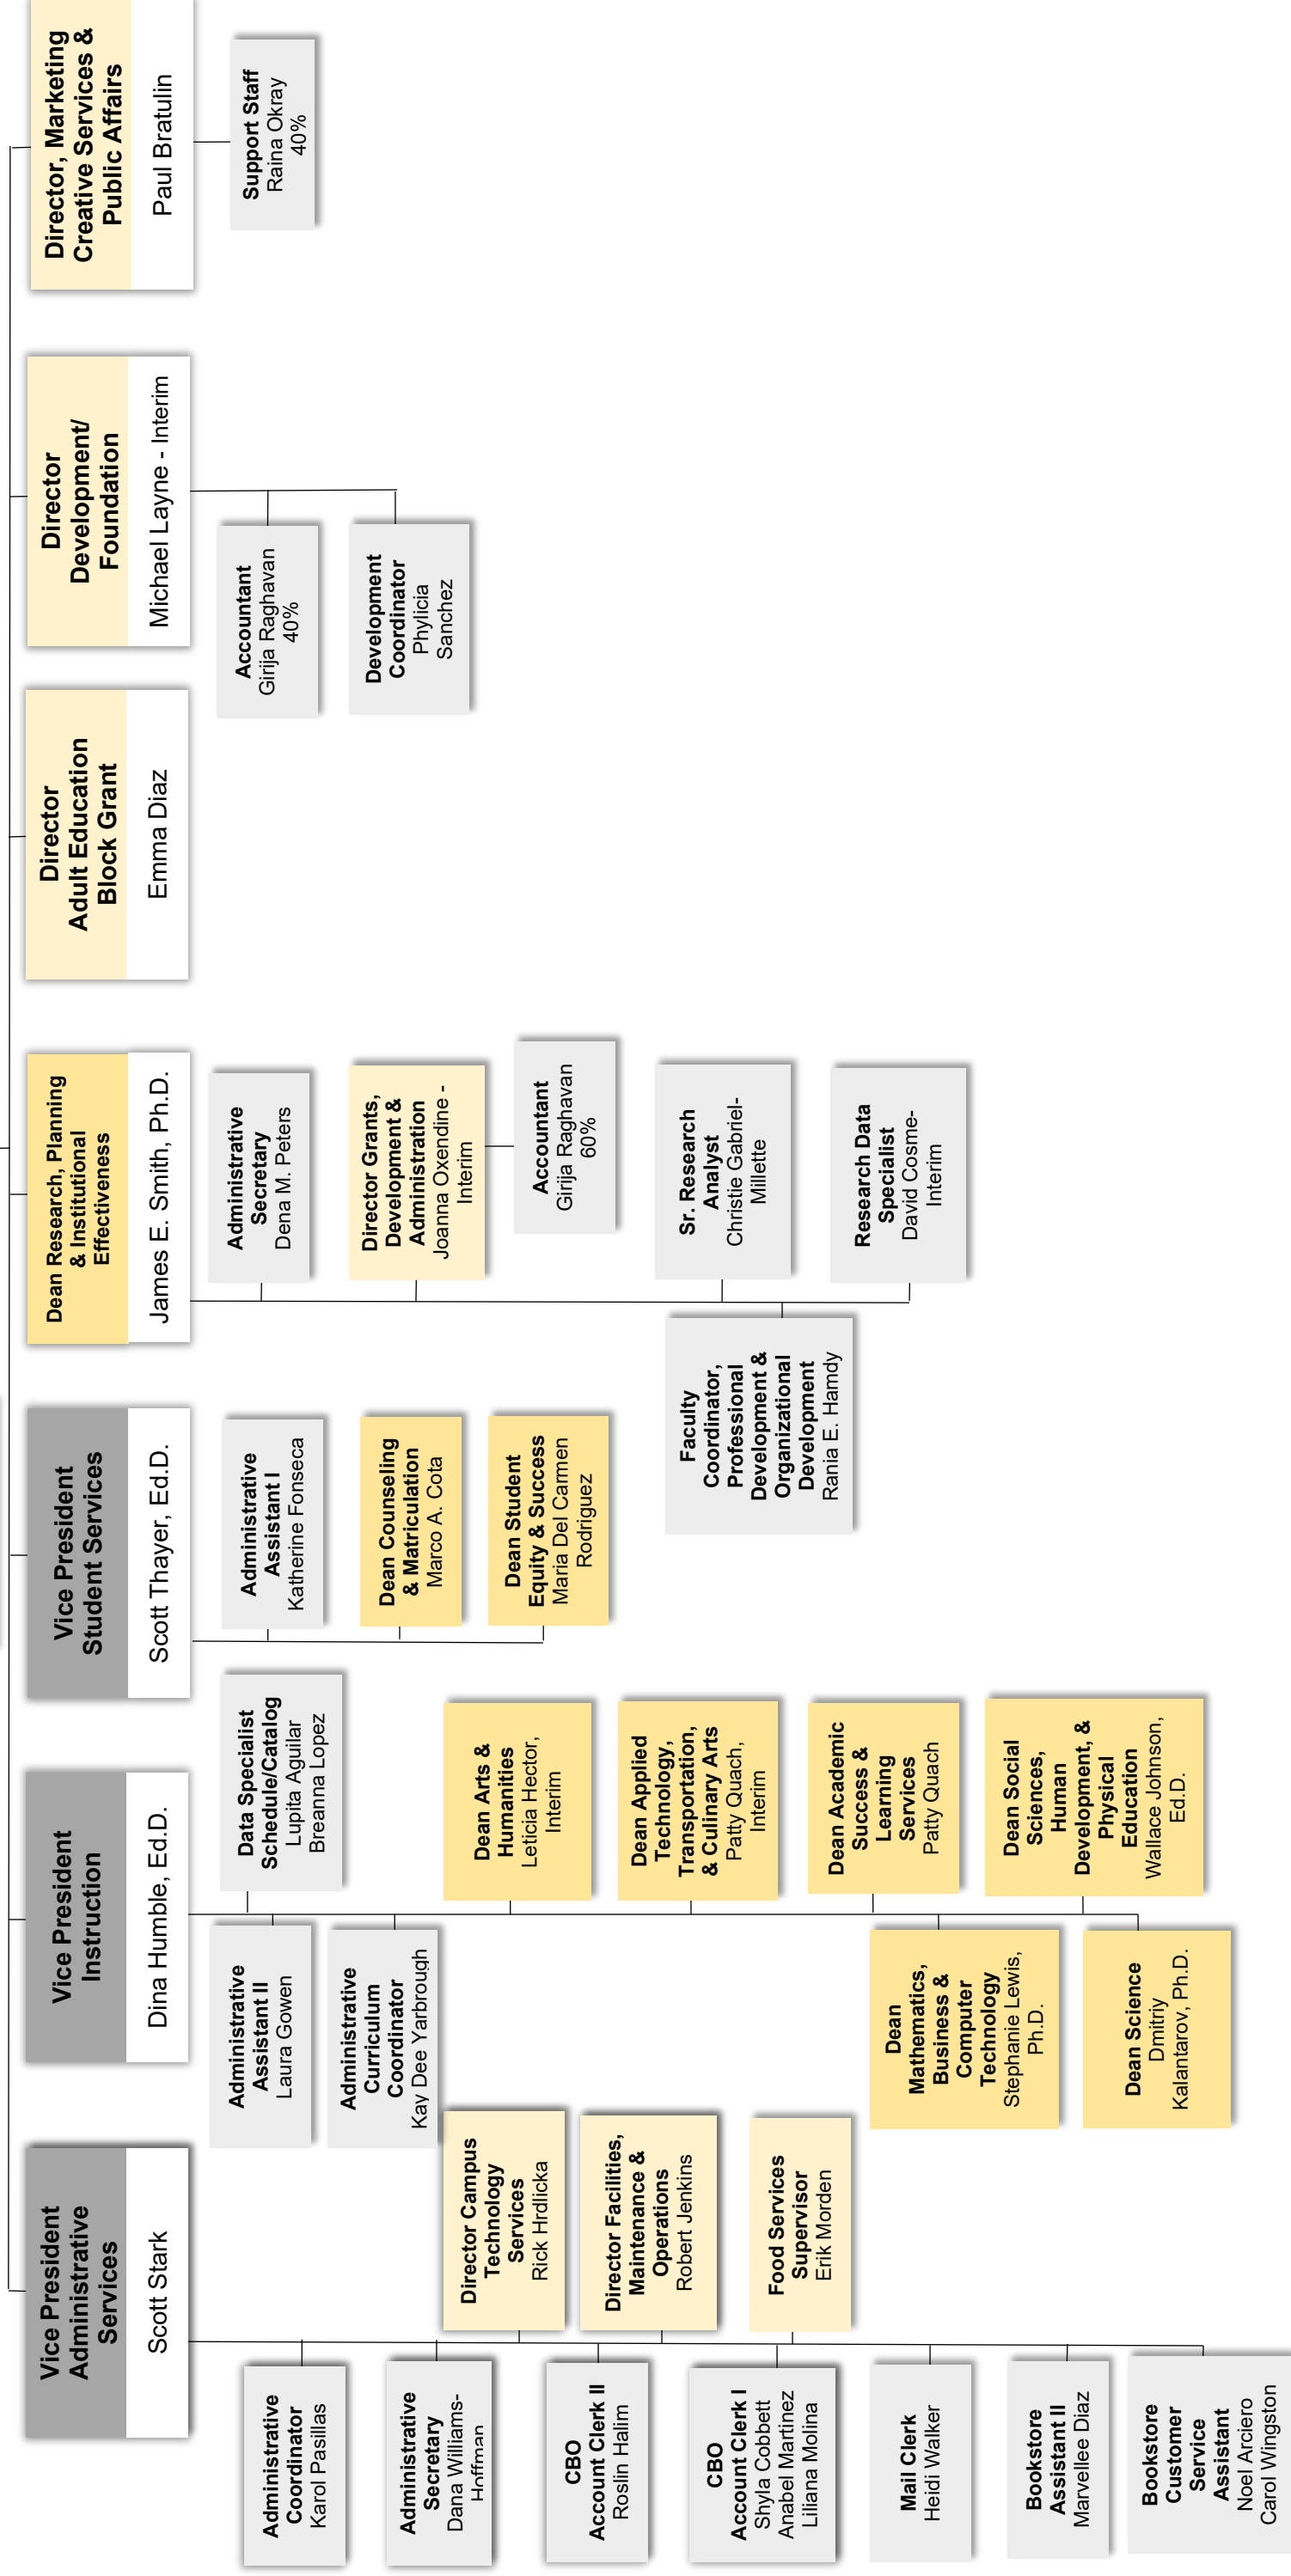 Vice President
Administrative
Services
Scott Stark
Administrative
Coordinator
Karol Pasillas
Administrative
Secretary
Dana Williams-
Hoffman
CBO
Account Clerk II
Roslin Halim
CBO
Account Clerk I
Shyla Cobbett
Anabel Martinez
Liliana Molina
Mail Clerk
Heidi Walker
Bookstore
Assistant II
Marvellee Diaz
Bookstore
Customer
Service
Assistant
Noel Arciero
Carol Wingston
Director Campus
Technology
Services
Rick Hrdlicka
Director Facilities,
Maintenance &
Operations
Robert Jenkins
Food Services
Supervisor
Erik Morden
Vice President
Instruction
Dina Humble, Ed.D.
Administrative
Assistant II
Laura Gowen
Administrative
Curriculum
Coordinator
Kay Dee Yarbrough
Dean
Mathematics,
Business &
Computer
Technology
Stephanie Lewis,
Ph.D.
Dean Science
Dmitriy
Kalantarov, Ph.D.
Data Specialist
Schedule/Catalog
Lupita Aguilar
Breanna Lopez
Dean Arts &
Humanities
Leticia Hector,
Interim
Dean Applied
Technology,
Transportation,
& Culinary Arts
Patty Quach,
Interim
Dean Academic
Success &
Learning
Services
Patty Quach
Dean Social
Sciences,
Human
Development, &
Physical
Education
Wallace Johnson,
Ed.D.
Vice President
Student Services
Scott Thayer, Ed.D.
Administrative
Assistant I
Katherine Fonseca
Dean Counseling
& Matriculation
Marco A. Cota
Dean Student
Equity & Success
Maria Del Carmen
Rodriguez
Dean Research, Planning
& Institutional
Effectiveness
James E. Smith, Ph.D.
Administrative
Secretary
Dena M. Peters
Director Grants,
Development &
Administration
Joanna Oxendine -
Interim
Accountant
Girija Raghavan
60%
Sr. Research
Analyst
Christie Gabriel-
Millette
Research Data
Specialist
David Cosme-
Interim
Faculty
Coordinator,
Professional
Development &
Organizational
Development
Rania E. Hamdy
Director
Adult Education
Block Grant
Emma Diaz
Director
Development/
Foundation
Michael Layne - Interim
Accountant
Girija Raghavan
40%
Development
Coordinator
Phylicia
Sanchez
Director, Marketing
Creative Services &
Public Affairs
Paul Bratulin
Support Staff
Raina Okray
40%